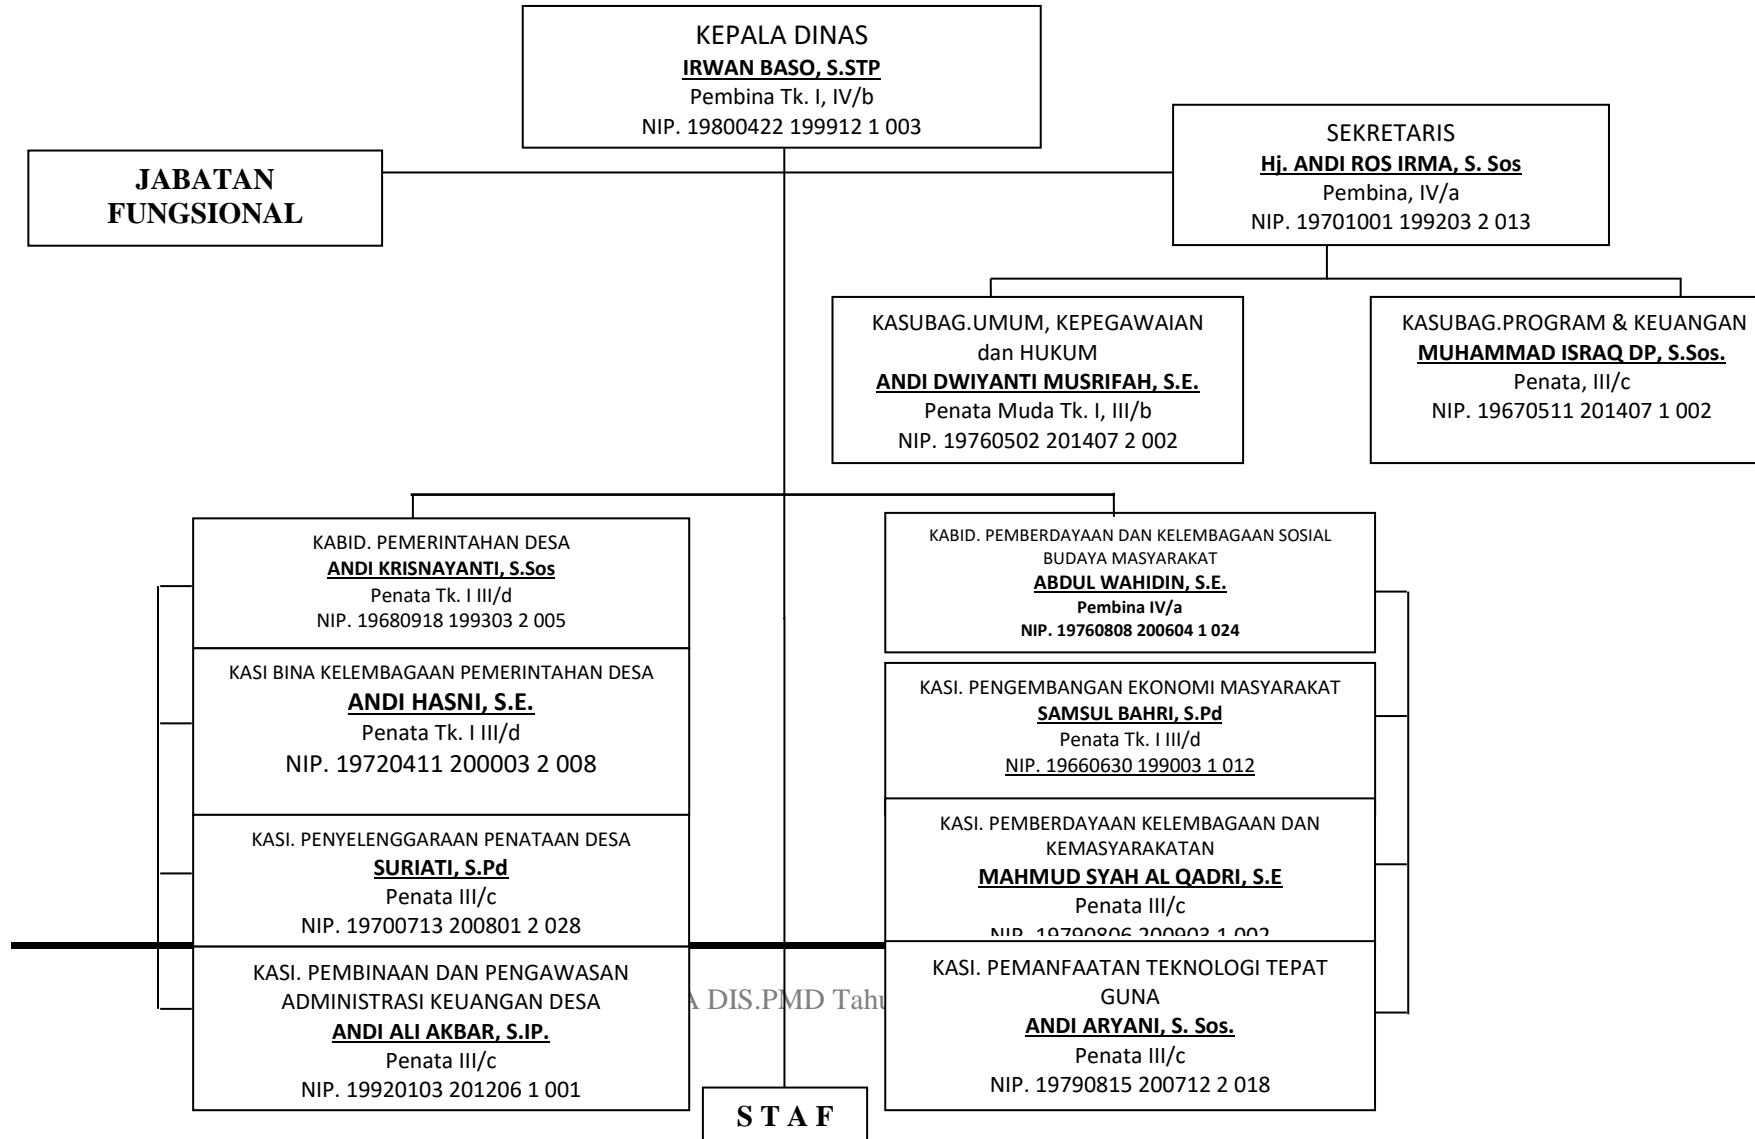 KEPALA DINAS
IRWAN BASO, S.STP
Pembina Tk. I, IV/b
NIP. 19800422 199912 1 003
SEKRETARIS
Hj. ANDI ROS IRMA, S. Sos
Pembina, IV/a
NIP. 19701001 199203 2 013
JABATAN
FUNGSIONAL
KASUBAG.UMUM, KEPEGAWAIAN
dan HUKUM
ANDI DWIYANTI MUSRIFAH, S.E.
Penata Muda Tk. I, III/b
NIP. 19760502 201407 2 002
KASUBAG.PROGRAM & KEUANGAN
MUHAMMAD ISRAQ DP, S.Sos.
Penata, III/c
NIP. 19670511 201407 1 002
KABID. PEMERINTAHAN DESA
ANDI KRISNAYANTI, S.Sos
Penata Tk. I III/d
NIP. 19680918 199303 2 005
KASI BINA KELEMBAGAAN PEMERINTAHAN DESA
ANDI HASNI, S.E.
Penata Tk. I III/d
NIP. 19720411 200003 2 008
KASI. PENYELENGGARAAN PENATAAN DESA
SURIATI, S.Pd
Penata III/c
NIP. 19700713 200801 2 028
KASI. PEMBINAAN DAN PENGAWASAN
ADMINISTRASI KEUANGAN DESA
ANDI ALI AKBAR, S.IP.
Penata III/c
NIP. 19920103 201206 1 001
KABID. PEMBERDAYAAN DAN KELEMBAGAAN SOSIAL
BUDAYA MASYARAKAT
ABDUL WAHIDIN, S.E.
Pembina IV/a
NIP. 19760808 200604 1 024
KASI. PENGEMBANGAN EKONOMI MASYARAKAT
SAMSUL BAHRI, S.Pd
Penata Tk. I III/d
NIP. 19660630 199003 1 012
KASI. PEMBERDAYAAN KELEMBAGAAN DAN
KEMASYARAKATAN
MAHMUD SYAH AL QADRI, S.E
Penata III/c
NIP. 19790806 200903 1 002
KASI. PEMANFAATAN TEKNOLOGI TEPAT
GUNA
ANDI ARYANI, S. Sos.
Penata III/c
NIP. 19790815 200712 2 018
DIS.PMD
S T A F